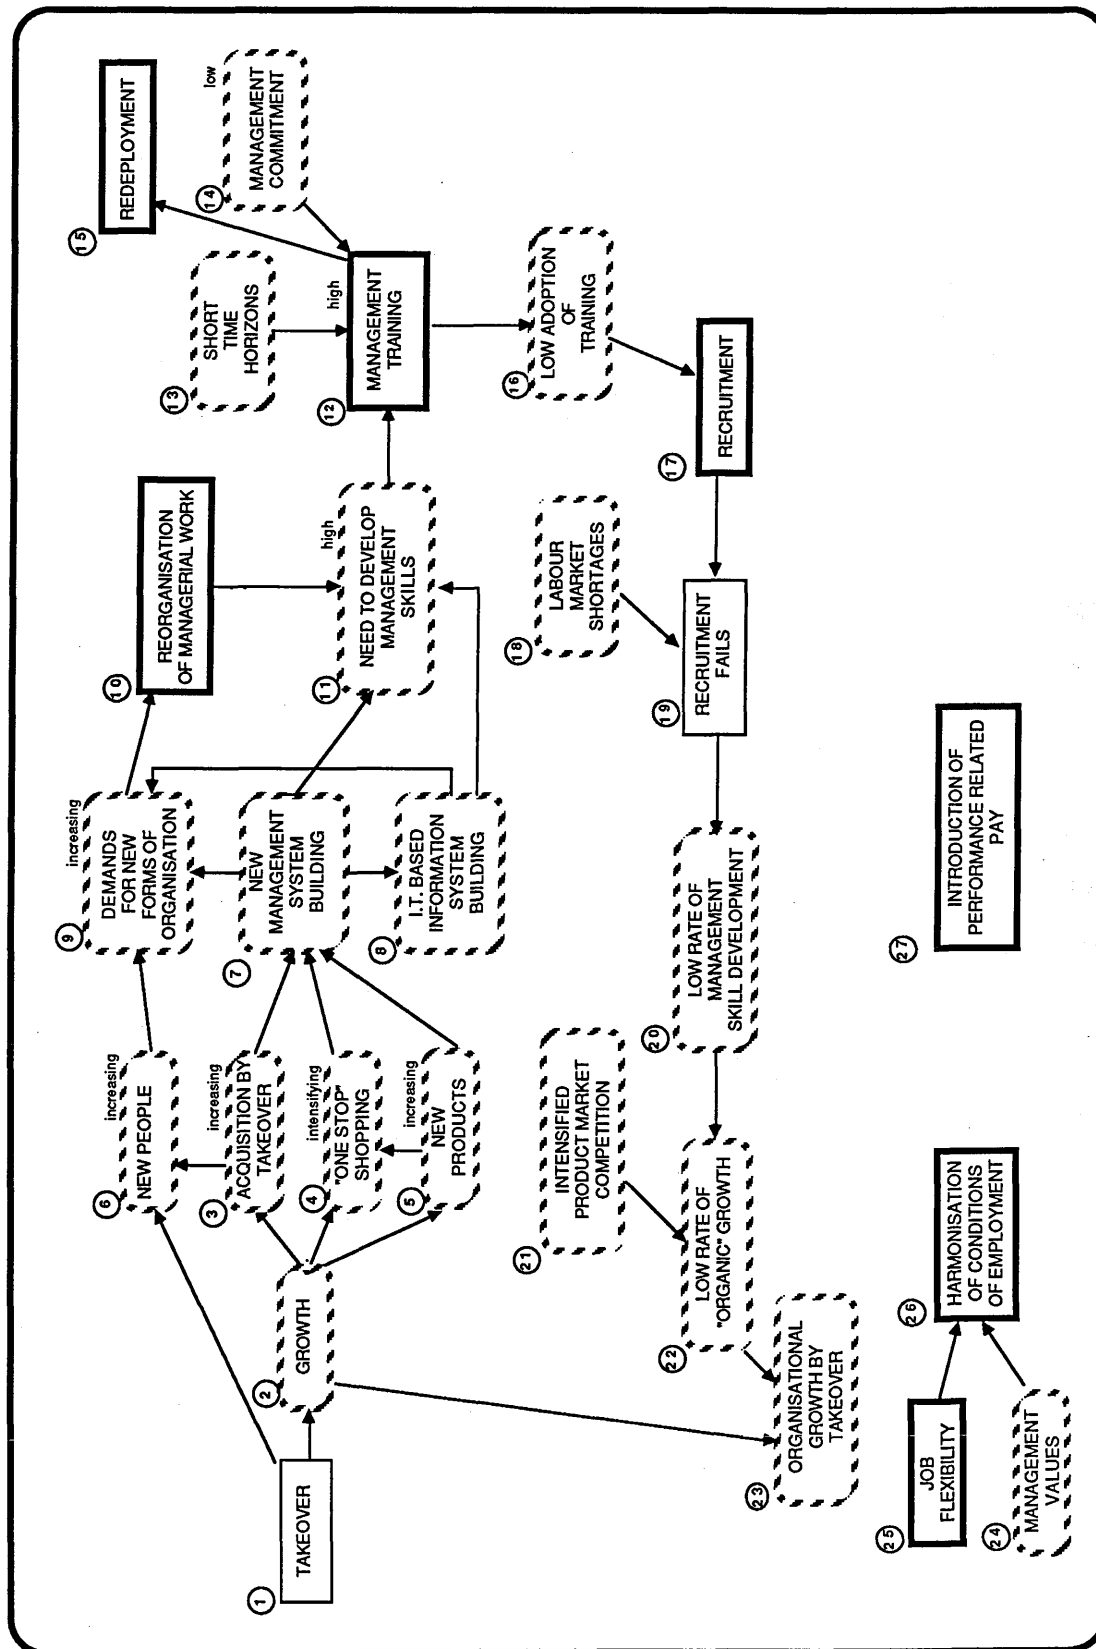 1
TAKEOVER
2
GROWTH
increasing
6
NEW PEOPLE
increasing
3
ACQUISITION BY
TAKEOVER
intensifying
4
"ONE STOP"
SHOPPING
increasing
5
NEW
PRODUCTS
increasing
9
DEMANDS
FOR NEW
FORMS OF
ORGANISATION
7
NEW
MANAGEMENT
SYSTEM
BUILDING
8
I.T. BASED
INFORMATION
SYSTEM
BUILDING
10
REORGANISATION
OF MANAGERIAL WORK
high
11
NEED TO DEVELOP
MANAGEMENT
SKILLS
13
SHORT
TIME
HORIZONS
high
12
MANAGEMENT
TRAINING
15
REDEPLOYMENT
low
14
MANAGEMENT
COMMITMENT
16
LOW ADOPTION
OF
TRAINING
17
RECRUITMENT
18
LABOUR
MARKET
SHORTAGES
19
RECRUITMENT
FAILS
20
LOW RATE OF
MANAGEMENT
SKILL DEVELOPMENT
21
INTENSIFIED
PRODUCT MARKET
COMPETITION
22
LOW RATE OF
"ORGANIC" GROWTH
23
ORGANISATIONAL
GROWTH BY
TAKEOVER
25
JOB
FLEXIBILITY
24
MANAGEMENT
VALUES
26
HARMONISATION
OF CONDITIONS
OF EMPLOYMENT
27
INTRODUCTION OF
PERFORMANCE RELATED
PAY